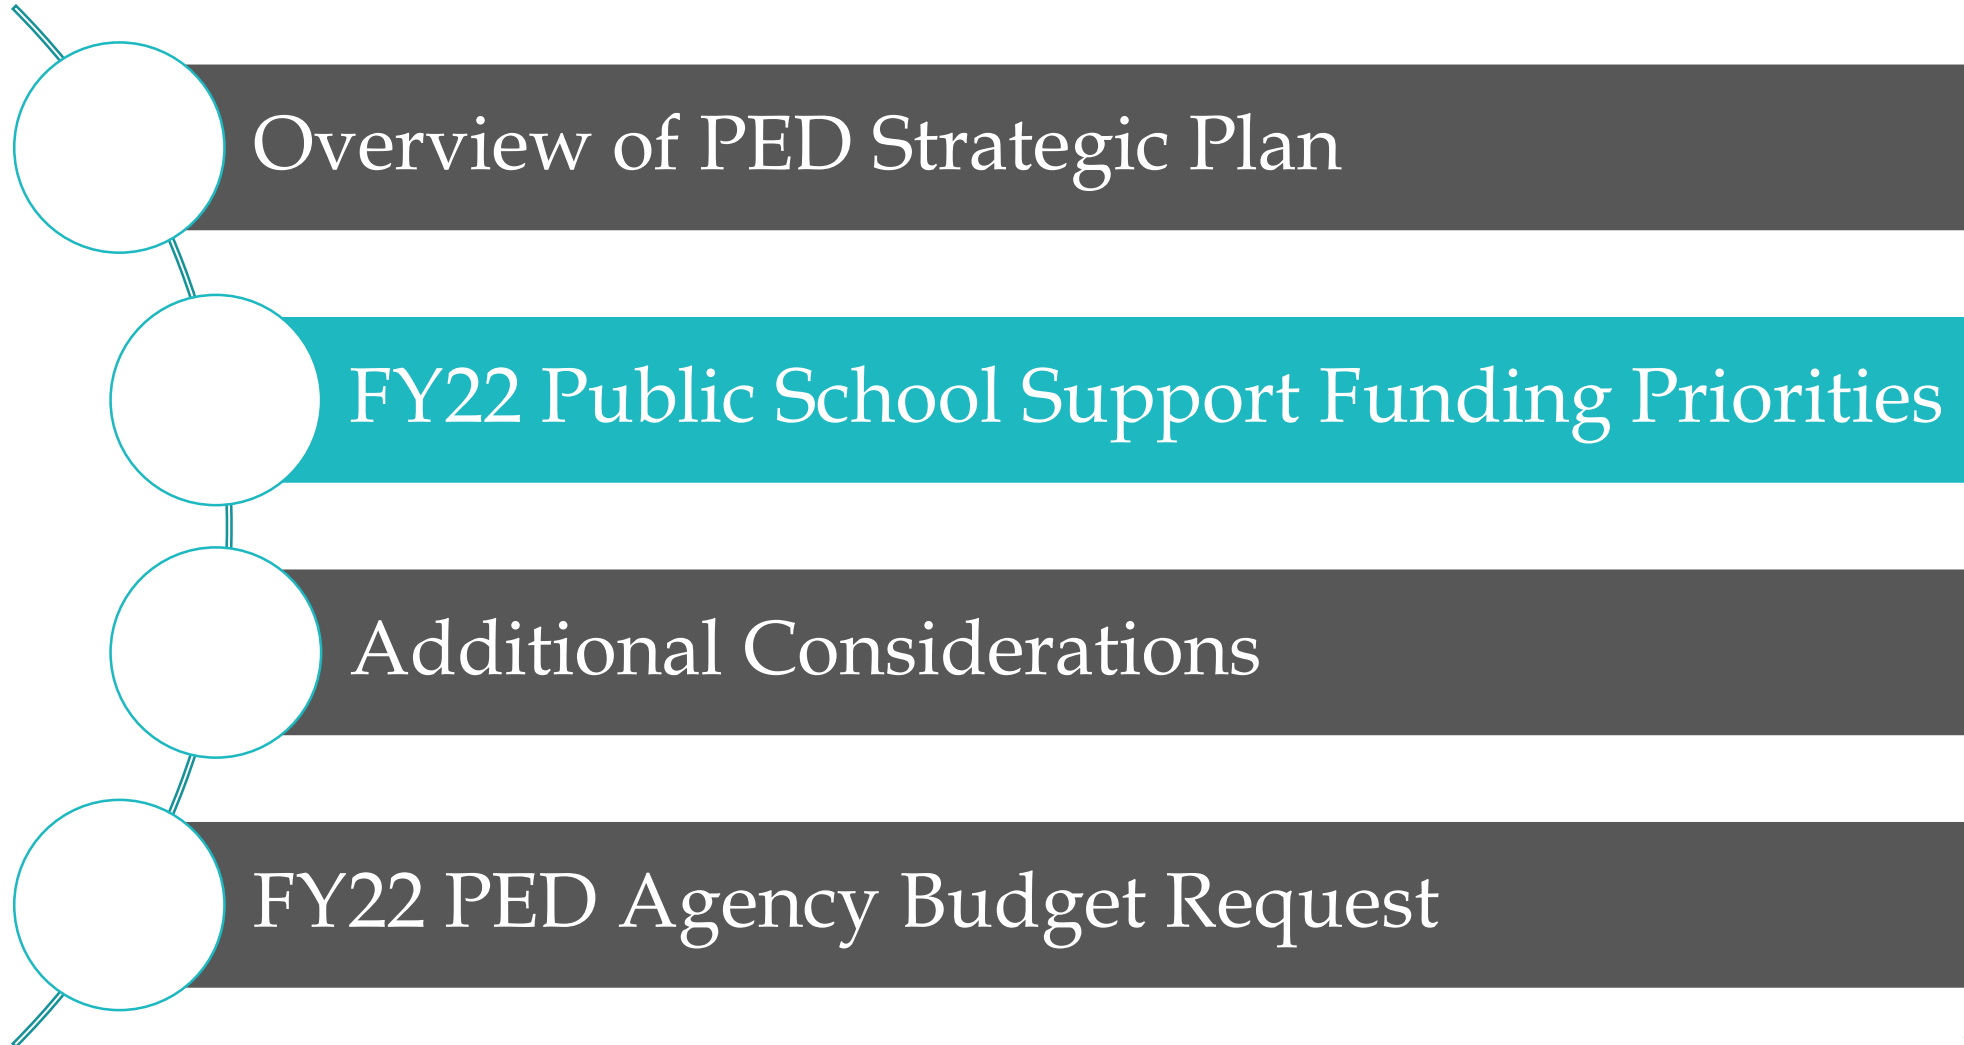 Overview of PED Strategic Plan
FY22 Public School Support Funding Priorities
Additional Considerations
FY22 PED Agency Budget Request